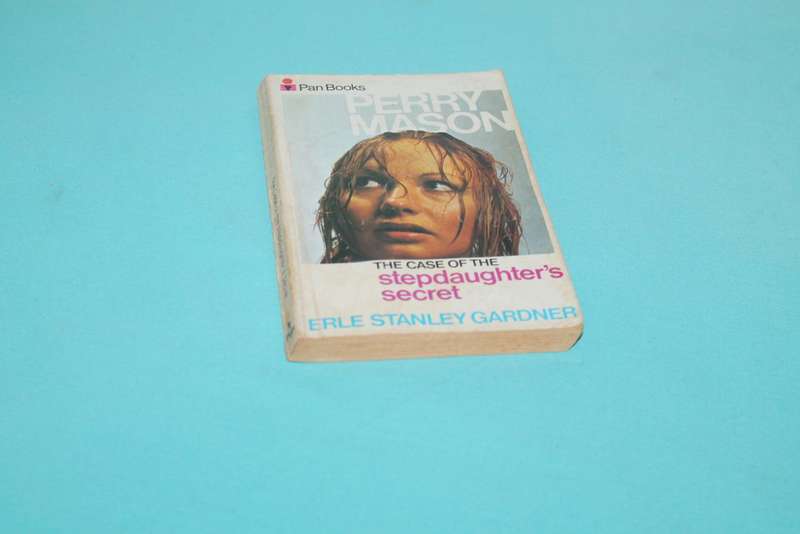 Pan Books
PERRY
MASON
THE CASE OF THE
stepdaughter's
secret
ERLE STANLEY GARDNER